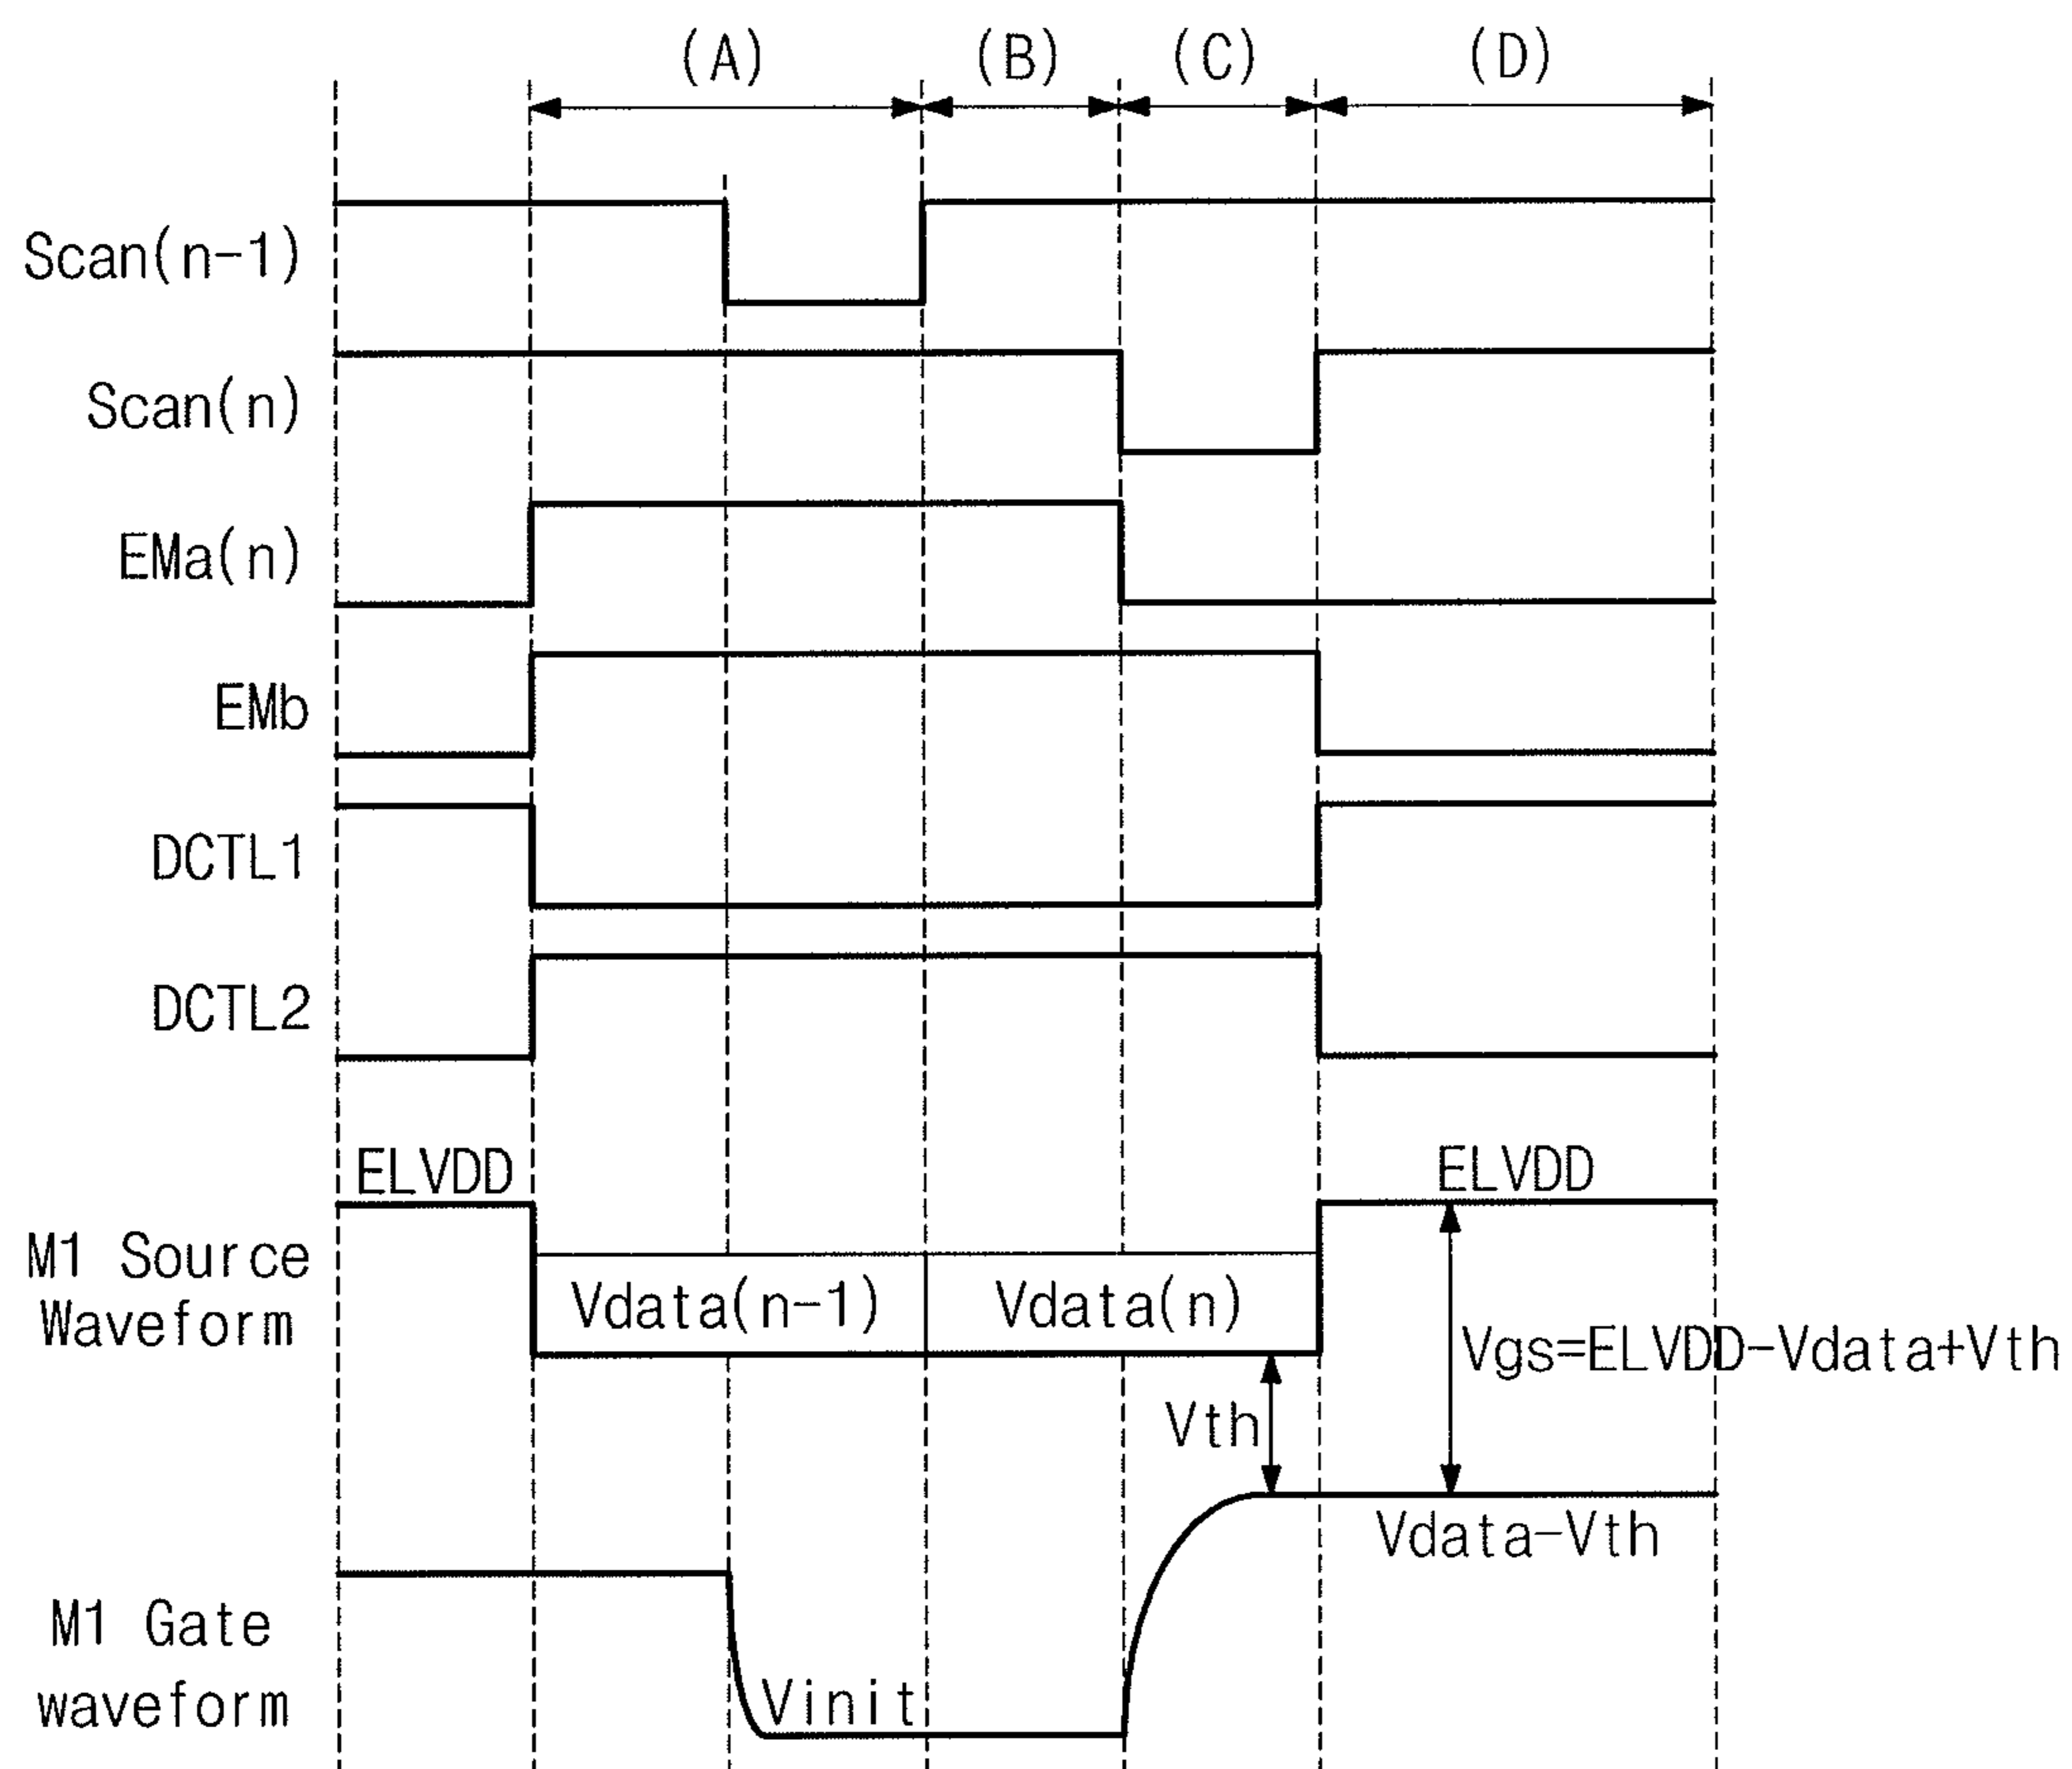 (A) (B) (C) (D)
Scan(n-1)
Scan(n)
EMa(n)
EMb
DCTL1
DCTL2
ELVDD ELVDD
M1 Source
Waveform
Vdata(n-1) Vdata(n)
Vgs=ELVDD-Vdata+Vth
Vth
Vdata-Vth
M1 Gate
waveform
Vinit